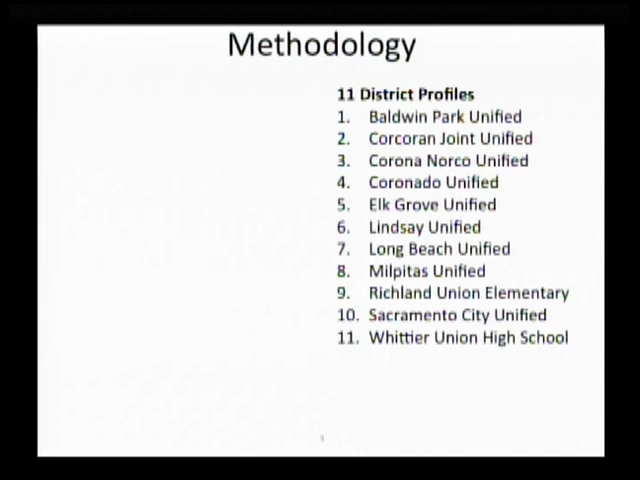 Methodology
11 District Profiles
1. Baldwin Park Unified
2. Corcoran Joint Unified
3. Corona Norco Unified
4. Coronado Unified
5. Elk Grove Unified
6. Lindsay Unified
7. Long Beach Unified
8. Milpitas Unified
9. Richland Union Elementary
10. Sacramento City Unified
11. Whittier Union High School